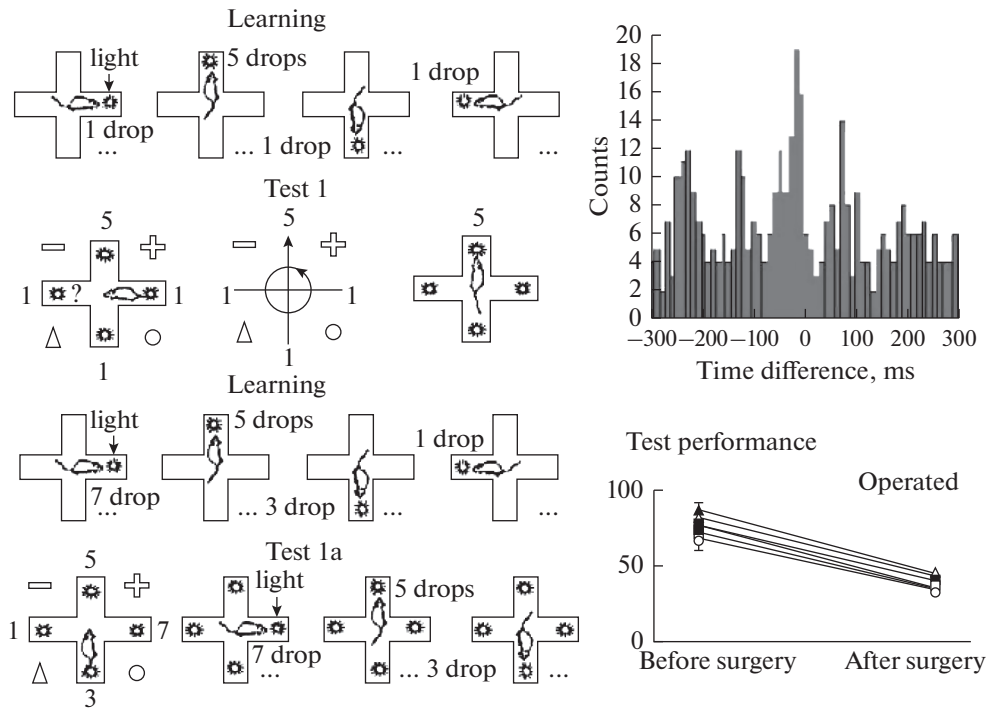 Learning
light
5 drops
1 drop
1 drop
...
... 1 drop
...
...
Test 1
5
5
5
1
?
1
1
1
1
1
Learning
light
5 drops
1 drop
7 drop
...
... 3 drop
...
...
Test 1a
5
light
5 drops
1
7
7 drop
...
... 3 drop
...
3
20
18
16
14
12
10
8
6
4
2
0
Counts
−300 −200 −100 0 100 200 300
Time difference, ms
Test performance
Operated
100
50
0
Before surgery After surgery